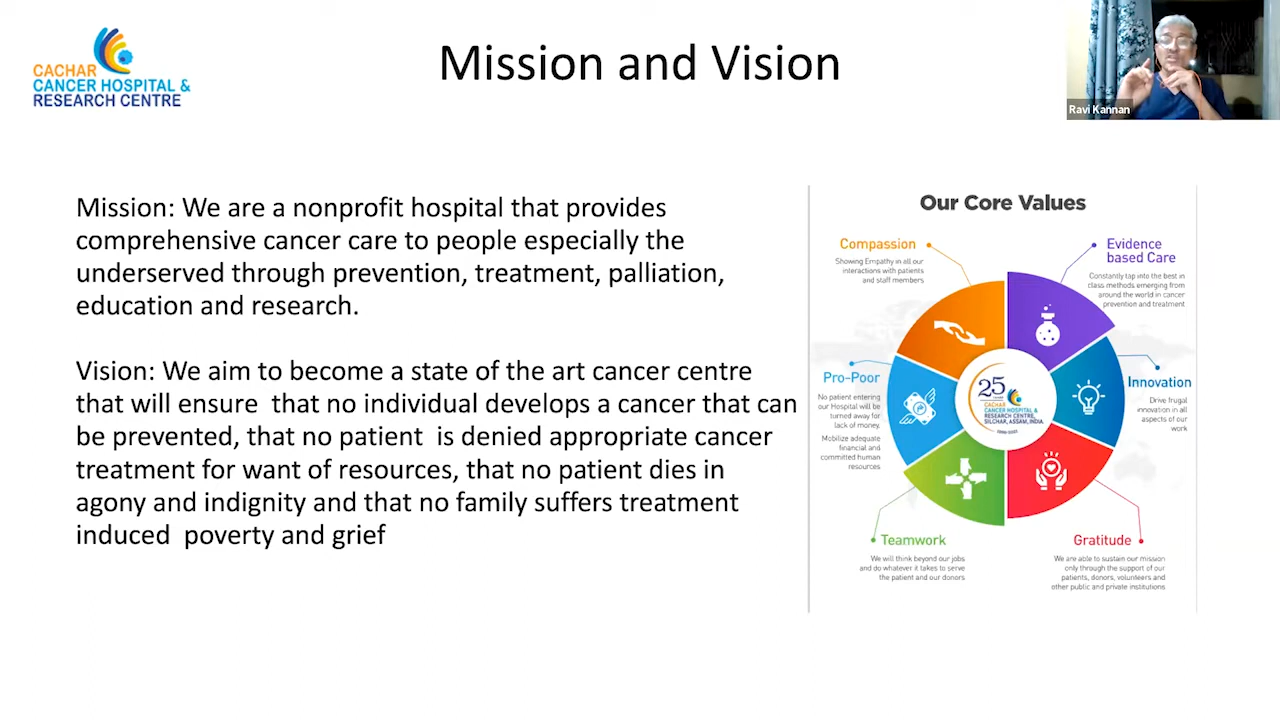 CACHAR
CANCER HOSPITAL &
RESEARCH CENTRE
Mission and Vision
Ravi Kannan
Mission: We are a nonprofit hospital that provides
comprehensive cancer care to people especially the
underserved through prevention, treatment, palliation,
education and research.
Vision: We aim to become a state of the art cancer centre
that will ensure that no individual develops a cancer that can
be prevented, that no patient is denied appropriate cancer
treatment for want of resources, that no patient dies in
agony and indignity and that no family suffers treatment
induced poverty and grief
Our Core Values
Compassion
Showing Empathy in all our
interactions with patients
and staff members
Evidence
based Care
Constantly tap into the best in
class methods emerging from
around the world in cancer
prevention and treatment
Pro-Poor
No patient entering
our Hospital will be
turned away for
lack of money.
Mobilize adequate
financial and
committed human
resources
Innovation
Drive frugal
innovation in all
aspects of our
work
25
CACHAR
CANCER HOSPITAL &
RESEARCH CENTRE,
SILCHAR, ASSAM, INDIA.
Teamwork
We will think beyond our jobs
and do whatever it takes to serve
the patient and our donors
Gratitude
We are able to sustain our mission
only through the support of our
patients, donors, volunteers and
other public and private institutions